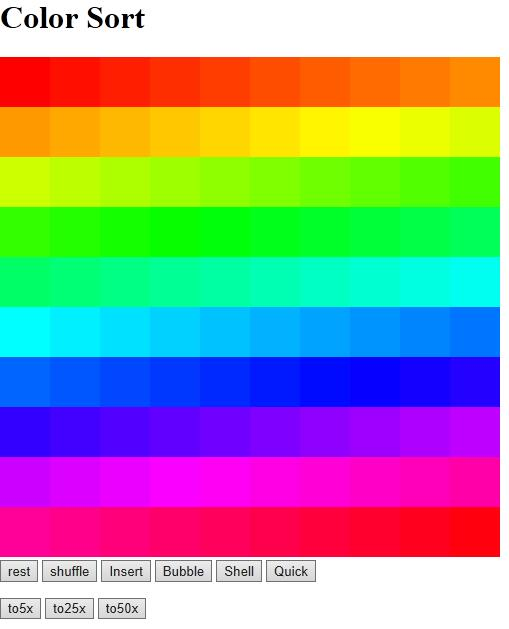 Color Sort
rest shuffle Insert Bubble Shell Quick
to5x to25x to50x